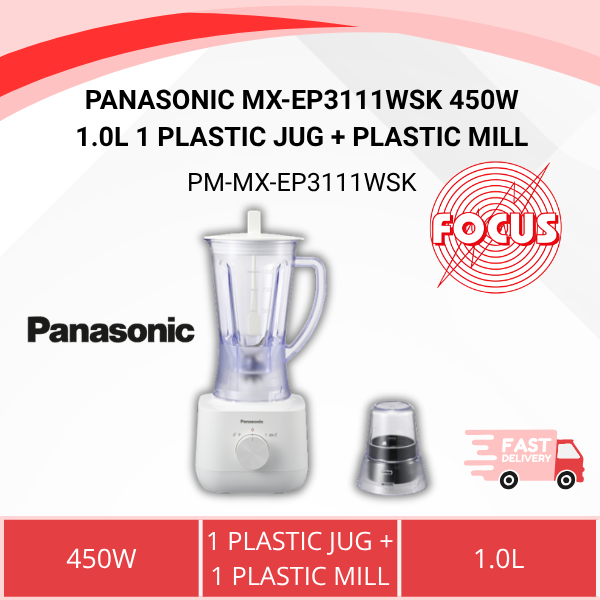 PANASONIC MX-EP3111WSK 450W
1.0L 1 PLASTIC JUG + PLASTIC MILL
PM-MX-EP3111WSK
FOCUS
Panasonic
Panasonic
FAST
DELIVERY
450W
1 PLASTIC JUG +
1 PLASTIC MILL
1.0L